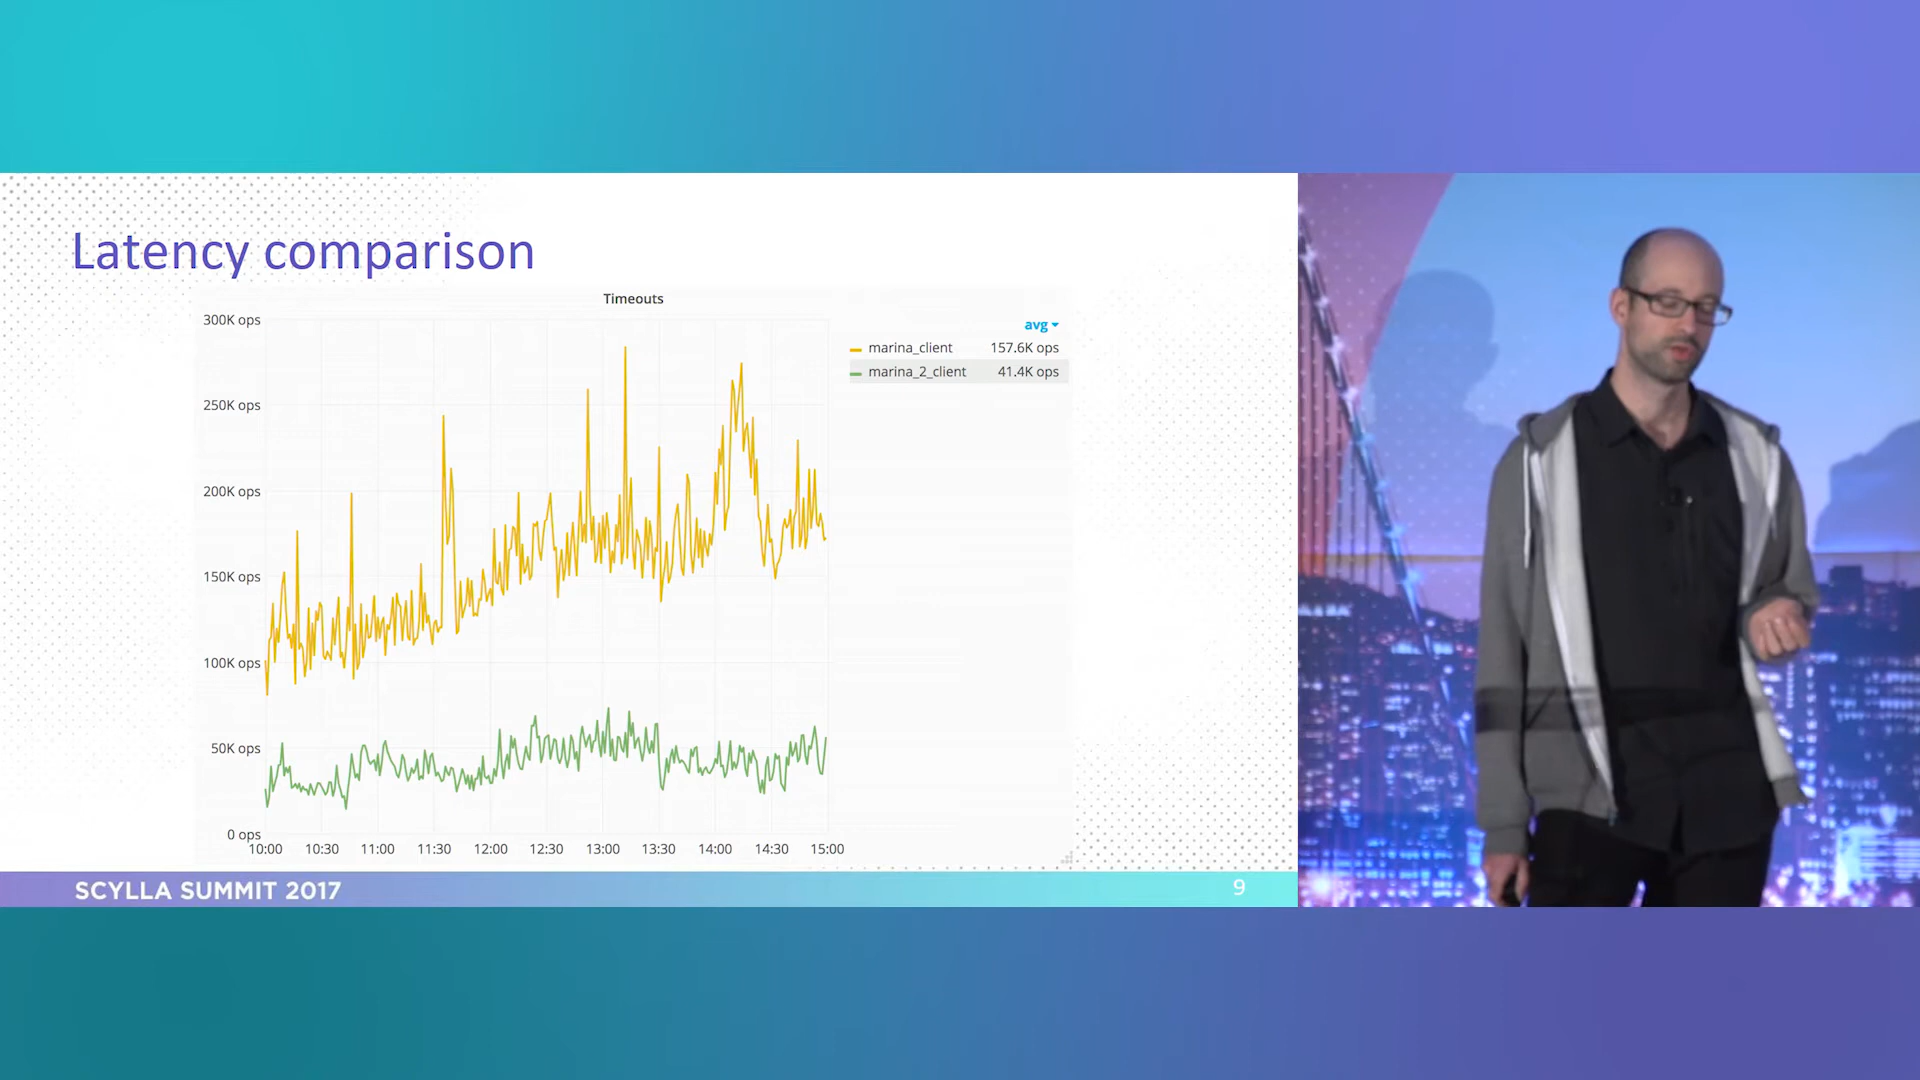 Latency comparison
Timeouts
300K ops
250K ops
200K ops
150K ops
100K ops
50K ops
0 ops
10:00 10:30 11:00 11:30 12:00 12:30 13:00 13:30 14:00 14:30 15:00
avg
marina_client 157.6K ops
marina_2_client 41.4K ops
SCYLLA SUMMIT 2017
9